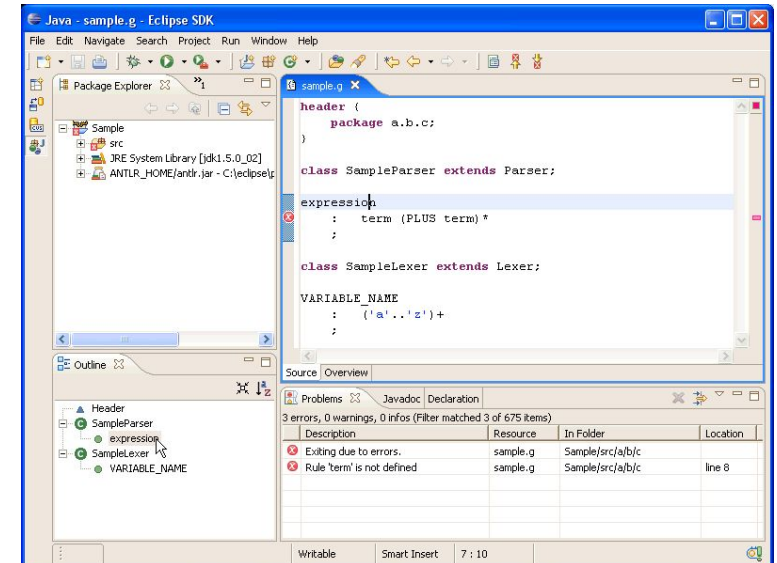 Java - sample.g - Eclipse SDK
File Edit Navigate Search Project Run Window Help
Package Explorer »1
Sample
src
JRE System Library [jdk1.5.0_02]
ANTLR_HOME/antlr.jar - C:\eclipse\p
sample.g
header {
package a.b.c;
}
class SampleParser extends Parser;
expression
: term (PLUS term)*
;
class SampleLexer extends Lexer;
VARIABLE_NAME
: ('a'..'z')+
;
Source Overview
Outline
Header
SampleParser
expression
SampleLexer
VARIABLE_NAME
Problems Javadoc Declaration
3 errors, 0 warnings, 0 infos (Filter matched 3 of 675 items)
Description Resource In Folder Location
Exiting due to errors. sample.g Sample/src/a/b/c
Rule 'term' is not defined sample.g Sample/src/a/b/c line 8
Writable Smart Insert 7 : 10